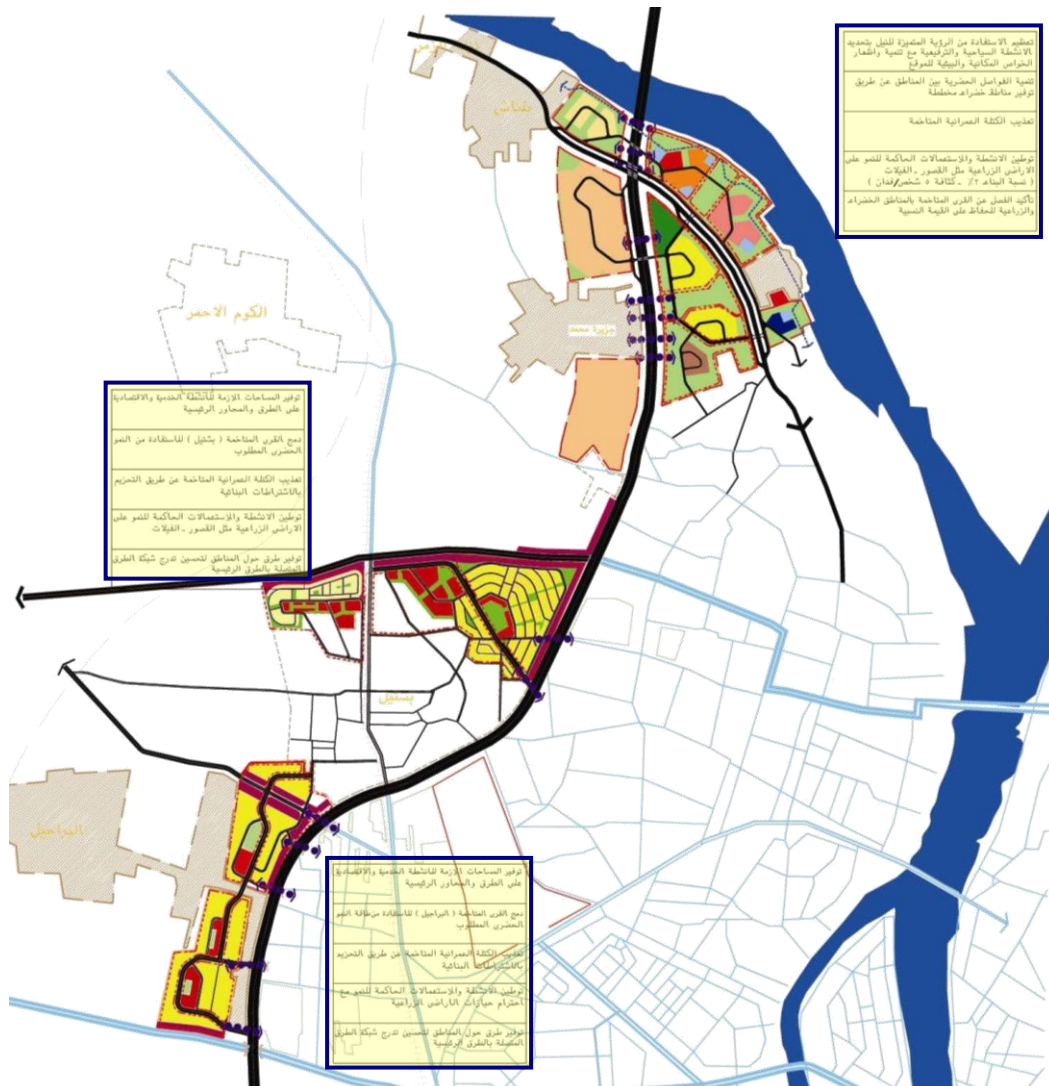 تعظيم الاستفادة من الرؤية المتميزة للنيل بتحديد
الانشطة السياحية والترفيهية مع تنمية واظهار
الخواص المكانية والبيئية للموقع
تنمية الفواصل الحضرية بين المناطق عن طريق
توفير مناطق خضراء مخططة
تهذيب الكتلة العمرانية المتاخمة
توطين الانشطة والاستعمالات الحاكمة للنمو على
الاراضي الزراعية مثل القصور ـ الفيلات
( نسبة البناء ٢٪ ـ كثافة ٥ شخص/فدان )
تأكيد الفصل عن القرى المتاخمة بالمناطق الخضراء
والزراعية للحفاظ على القيمة النسبية
نكلاش
الكوم الاحمر
جزيرة محمد
توفير المساحات اللازمة للانشطة الخدمية والاقتصادية
على الطرق والمحاور الرئيسية
دمج القرى المتاخمة ( بشتيل ) للاستفادة من النمو
الحضرى المطلوب
تهذيب الكتلة العمرانية المتاخمة عن طريق التحزيم
بالاشتراطات البنائية
توطين الانشطة والاستعمالات الحاكمة للنمو على
الاراضي الزراعية مثل القصور ـ الفيلات
توفير طرق حول المناطق لتحسين تدرج شبكة الطرق
المتصلة بالطرق الرئيسية
بشتيل
البراجيل
توفير المساحات اللازمة للانشطة الخدمية والاقتصادية
على الطرق والمحاور الرئيسية
دمج القرى المتاخمة ( البراجيل ) للاستفادة من طاقة النمو
الحضرى المطلوب
تهذيب الكتلة العمرانية المتاخمة عن طريق التحزيم
بالاشتراطات البنائية
توطين الانشطة والاستعمالات الحاكمة للنمو مع
احترام حيازات الاراضي الزراعية
توفير طرق حول المناطق لتحسين تدرج شبكة الطرق
المتصلة بالطرق الرئيسية